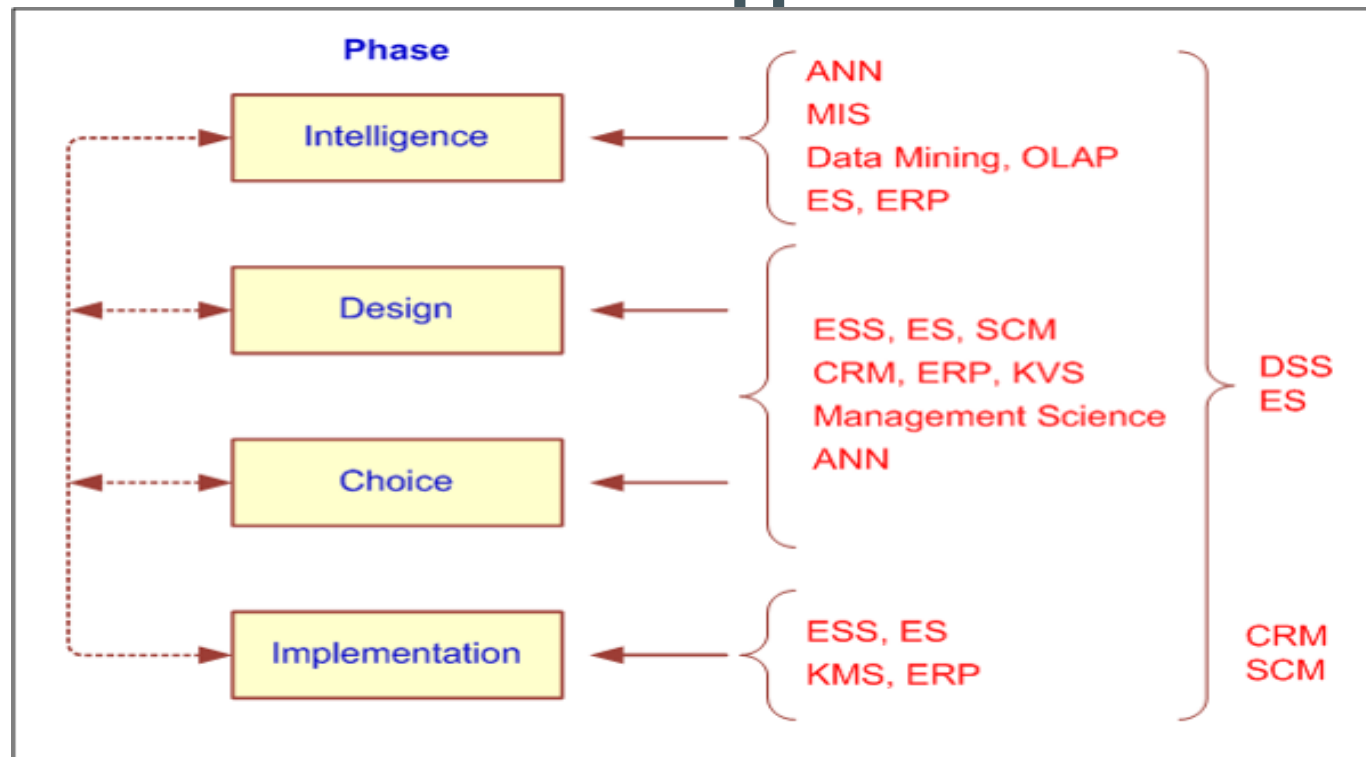 Phase
Intelligence
ANN
MIS
Data Mining, OLAP
ES, ERP
Design
Choice
ESS, ES, SCM
CRM, ERP, KVS
Management Science
ANN
DSS
ES
Implementation
ESS, ES
KMS, ERP
CRM
SCM